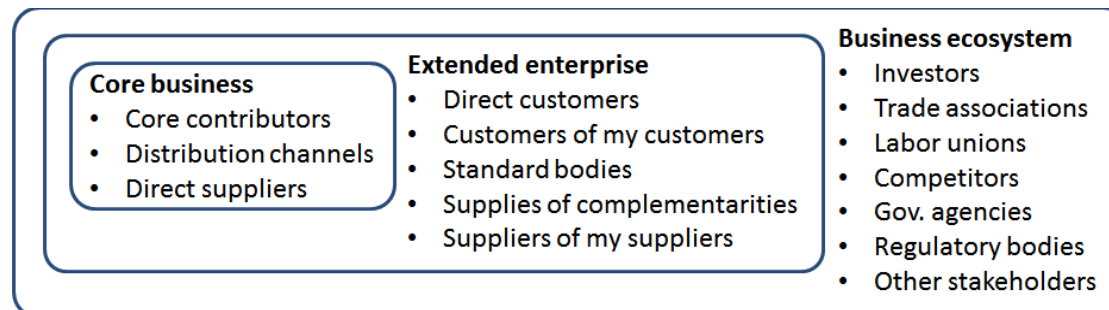 Core business
• Core contributors
• Distribution channels
• Direct suppliers
Extended enterprise
• Direct customers
• Customers of my customers
• Standard bodies
• Supplies of complementarities
• Suppliers of my suppliers
Business ecosystem
• Investors
• Trade associations
• Labor unions
• Competitors
• Gov. agencies
• Regulatory bodies
• Other stakeholders